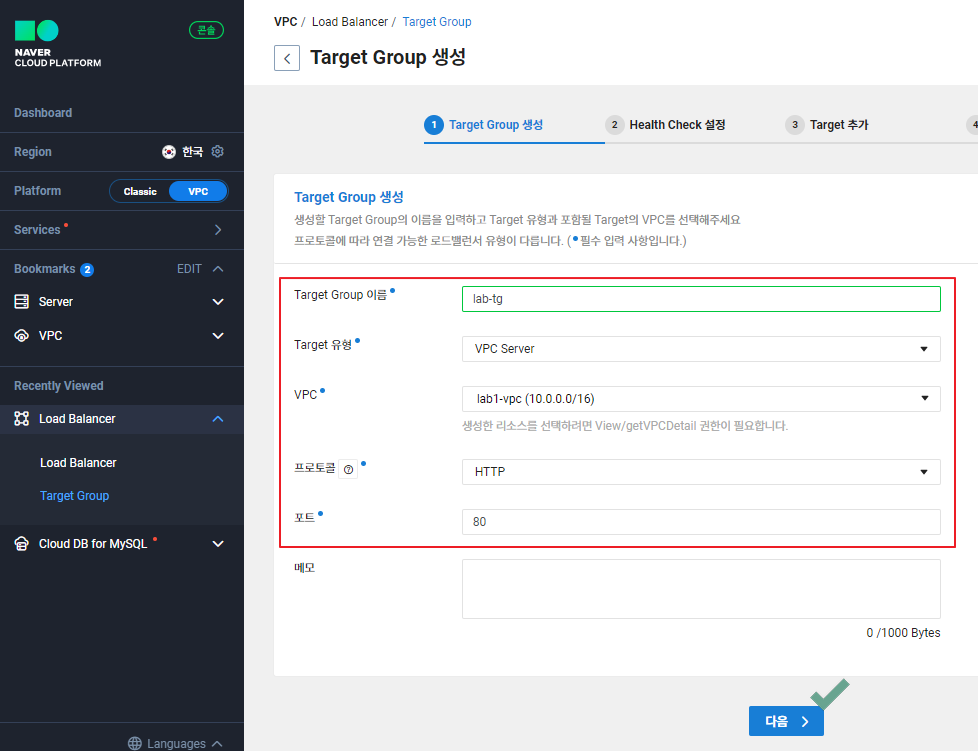 NAVER
CLOUD PLATFORM
콘솔
Dashboard
Region 한국
Platform Classic VPC
Services
Bookmarks 2 EDIT
Server
VPC
Recently Viewed
Load Balancer
Load Balancer
Target Group
Cloud DB for MySQL
Languages
VPC / Load Balancer / Target Group
Target Group 생성
1 Target Group 생성 2 Health Check 설정 3 Target 추가 4
Target Group 생성
생성할 Target Group의 이름을 입력하고 Target 유형과 포함될 Target의 VPC를 선택해주세요
프로토콜에 따라 연결 가능한 로드밸런서 유형이 다릅니다. (•필수 입력 사항입니다.)
Target Group 이름 lab-tg
Target 유형 VPC Server
VPC lab1-vpc (10.0.0.0/16)
생성한 리소스를 선택하려면 View/getVPCDetail 권한이 필요합니다.
프로토콜 ? HTTP
포트 80
메모
0 /1000 Bytes
다음 >